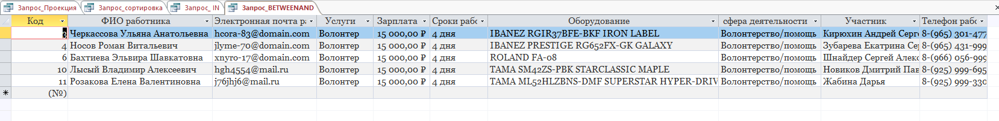 Запрос_Проекция Запрос_сортировка Запрос_ IN Запрос_BETWEENAND
Код ФИО работника Электронная почта ра Услуги Зарплата Сроки рабо Оборудование сфера деятельности Участник Телефон рабо
3 Черкассова Ульяна Анатольевна hcora-83@domain.com Волонтер 15 000,00 ₽ 4 дня IBANEZ RGIR37BFE-BKF IRON LABEL Волонтерство/помощь Кирюхин Андрей Серге 8-(965) 301-477
4 Носов Роман Витальевич jlyme-70@domain.com Волонтер 15 000,00 ₽ 4 дня IBANEZ PRESTIGE RG652FX-GK GALAXY Волонтерство/помощь Зубарева Екатрина Сер 8-(965) 431-999
6 Бахтиева Эльвира Шавкатовна xnyro-17@domain.com Волонтер 15 000,00 ₽ 4 дня ROLAND FA-08 Волонтерство/помощь Шнайдер Сергей Алекс 8-(966) 056-999
10 Лысый Владимир Алексеевич hgh4554@mail.ru Волонтер 15 000,00 ₽ 4 дня TAMA SM42ZS-PBK STARCLASSIC MAPLE Волонтерство/помощь Новиков Дмитрий Пав 8-(925) 999-695
11 Розакова Елена Валентиновна j76jhj6@mail.ru Волонтер 15 000,00 ₽ 4 дня TAMA ML52HLZBNS-DMF SUPERSTAR HYPER-DRIV Волонтерство/помощь Жабина Дарья 8-(925) 999-330
(№)